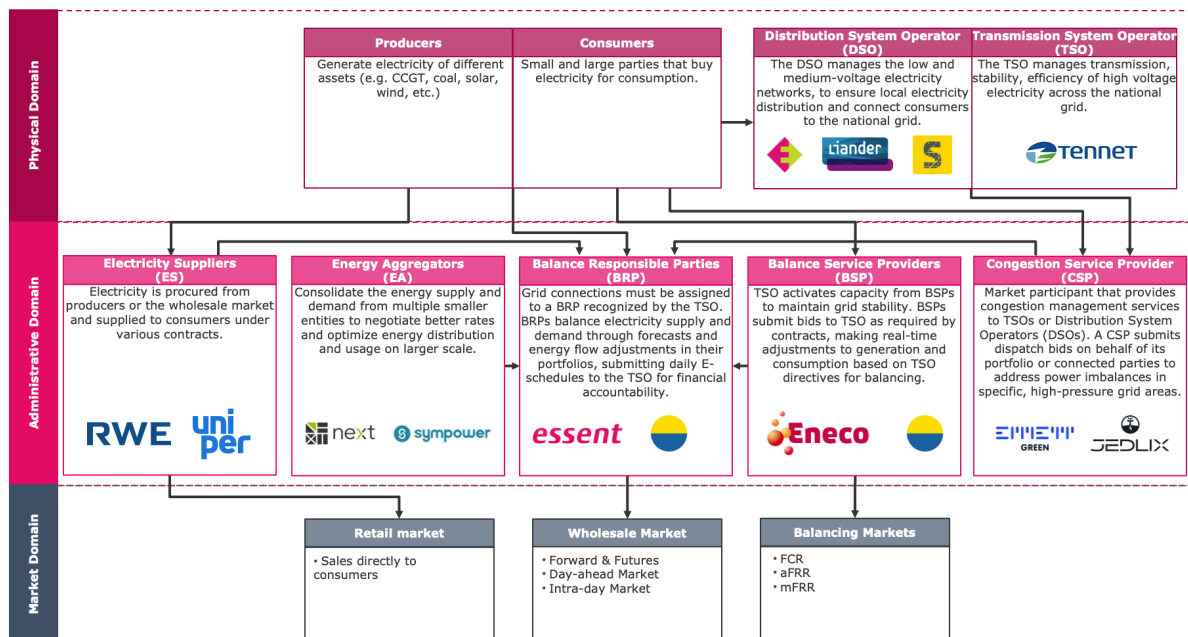 Physical Domain
Producers
Generate electricity of different
assets (e.g. CCGT, coal, solar,
wind, etc.)
Consumers
Small and large parties that buy
electricity for consumption.
Distribution System Operator
(DSO)
The DSO manages the low and
medium-voltage electricity
networks, to ensure local electricity
distribution and connect consumers
to the national grid.
Liander
S
Transmission System Operator
(TSO)
The TSO manages transmission,
stability, efficiency of high voltage
electricity across the national
grid.
TENNET
Administrative Domain
Electricity Suppliers
(ES)
Electricity is procured from
producers or the wholesale market
and supplied to consumers under
various contracts.
RWE
uni
per
Energy Aggregators
(EA)
Consolidate the energy supply and
demand from multiple smaller
entities to negotiate better rates
and optimize energy distribution
and usage on larger scale.
next
sympower
Balance Responsible Parties
(BRP)
Grid connections must be assigned
to a BRP recognized by the TSO.
BRPs balance electricity supply and
demand through forecasts and
energy flow adjustments in their
portfolios, submitting daily E-
schedules to the TSO for financial
accountability.
essent
Balance Service Providers
(BSP)
TSO activates capacity from BSPs
to maintain grid stability. BSPs
submit bids to TSO as required by
contracts, making real-time
adjustments to generation and
consumption based on TSO
directives for balancing.
Eneco
Congestion Service Provider
(CSP)
Market participant that provides
congestion management services
to TSOs or Distribution System
Operators (DSOs). A CSP submits
dispatch bids on behalf of its
portfolio or connected parties to
address power imbalances in
specific, high-pressure grid areas.
EMMETT
GREEN
JEDLIX
Market Domain
Retail market
• Sales directly to
consumers
Wholesale Market
• Forward & Futures
• Day-ahead Market
• Intra-day Market
Balancing Markets
• FCR
• aFRR
• mFRR